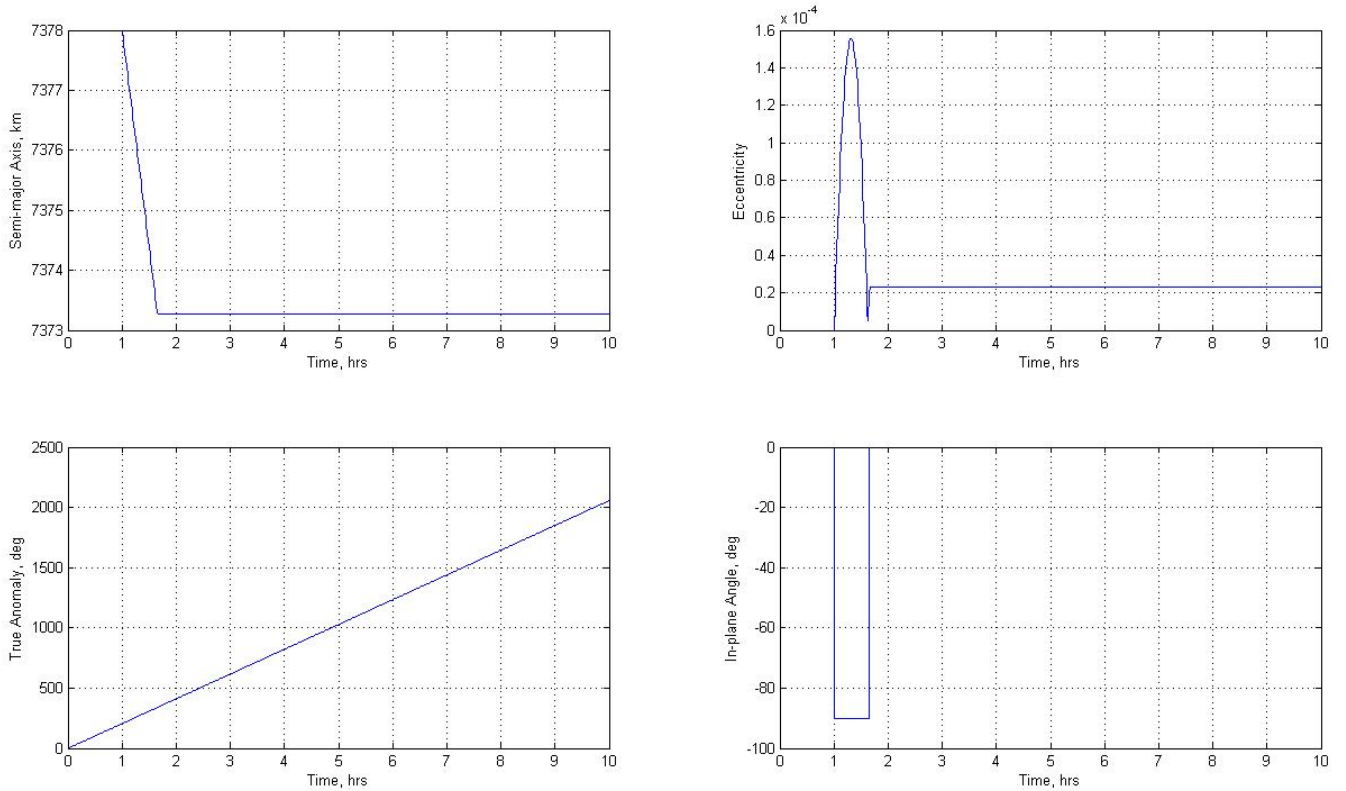 7378
7377
7376
7375
7374
7373
Semi-major Axis, km
0 1 2 3 4 5 6 7 8 9 10
Time, hrs
x 10^-4
1.6
1.4
1.2
1
0.8
0.6
0.4
0.2
0
Eccentricity
0 1 2 3 4 5 6 7 8 9 10
Time, hrs
2500
2000
1500
1000
500
0
True Anomaly, deg
0 1 2 3 4 5 6 7 8 9 10
Time, hrs
0
-20
-40
-60
-80
-100
In-plane Angle, deg
0 1 2 3 4 5 6 7 8 9 10
Time, hrs